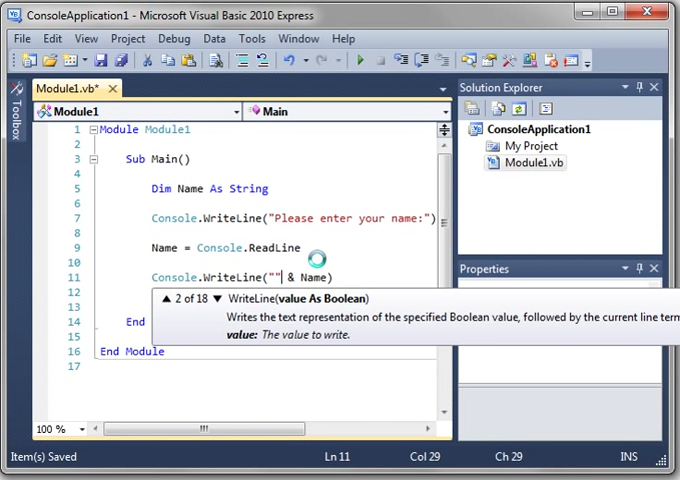 ConsoleApplication1 - Microsoft Visual Basic 2010 Express
File Edit View Project Debug Data Tools Window Help
Toolbox
Module1.vb*
Module1
Main
1 Module Module1
2
3 Sub Main()
4
5 Dim Name As String
6
7 Console.WriteLine("Please enter your name:")
8
9 Name = Console.ReadLine
10
11 Console.WriteLine("" & Name)
12
2 of 18 WriteLine(value As Boolean)
13
Writes the text representation of the specified Boolean value, followed by the current line term
14 End
value: The value to write.
15
16 End Module
17
100 %
Solution Explorer
ConsoleApplication1
My Project
Module1.vb
Properties
Item(s) Saved
Ln 11
Col 29
Ch 29
INS